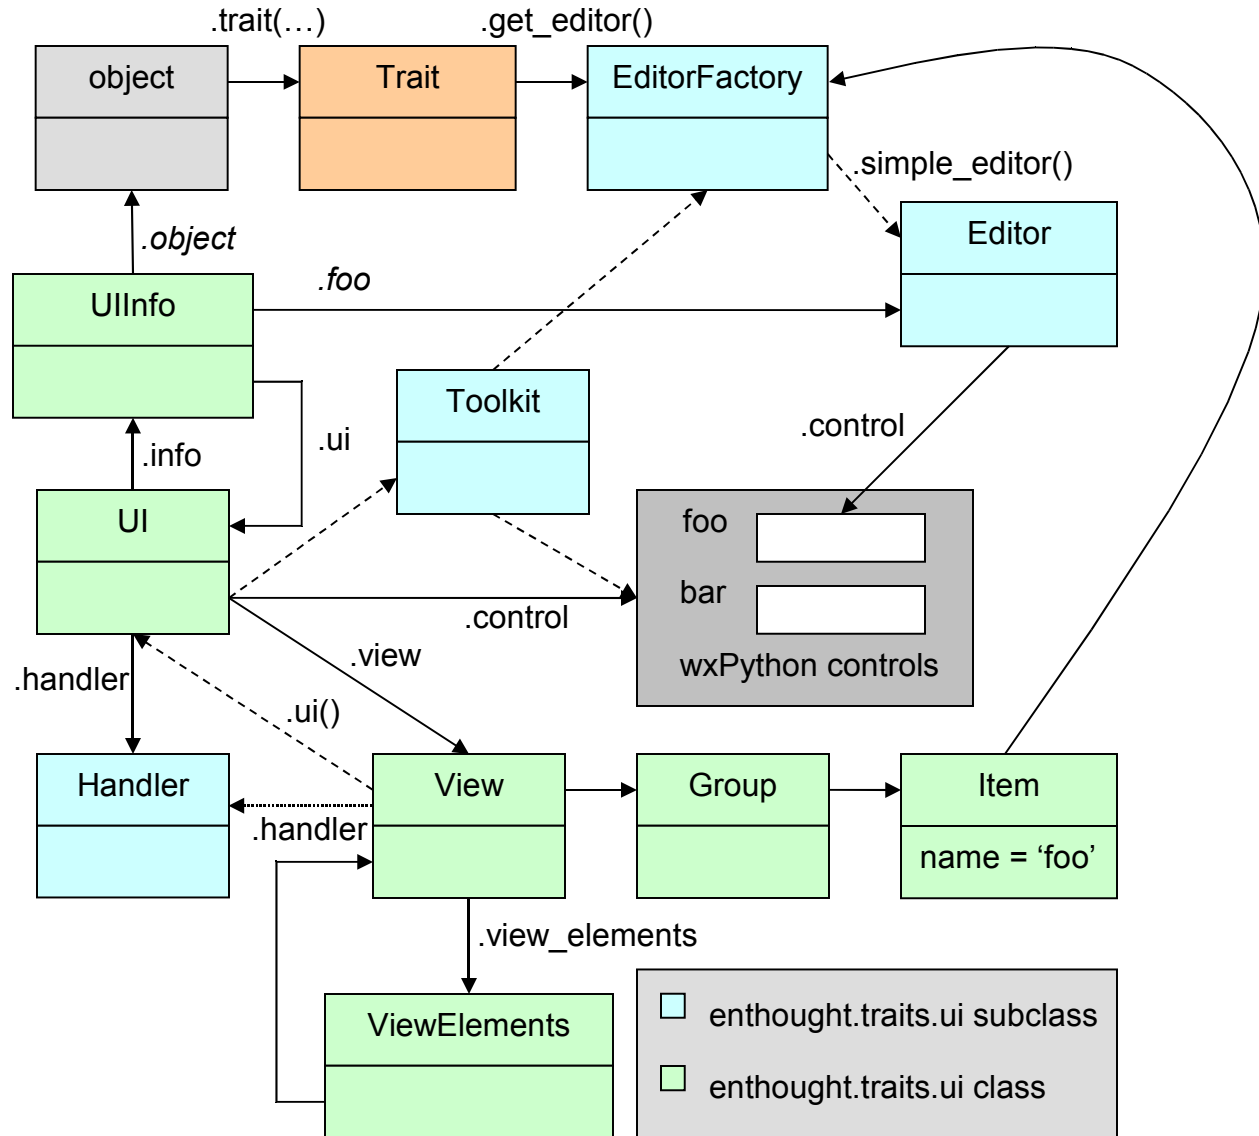 .trait(…)
.get_editor()
object
Trait
EditorFactory
.simple_editor()
Editor
.object
.foo
UIInfo
Toolkit
.ui
.control
.info
UI
foo
bar
wxPython controls
.control
.view
.handler
.ui()
Handler
View
Group
Item
.handler
name = ‘foo’
.view_elements
ViewElements
enthought.traits.ui subclass
enthought.traits.ui class